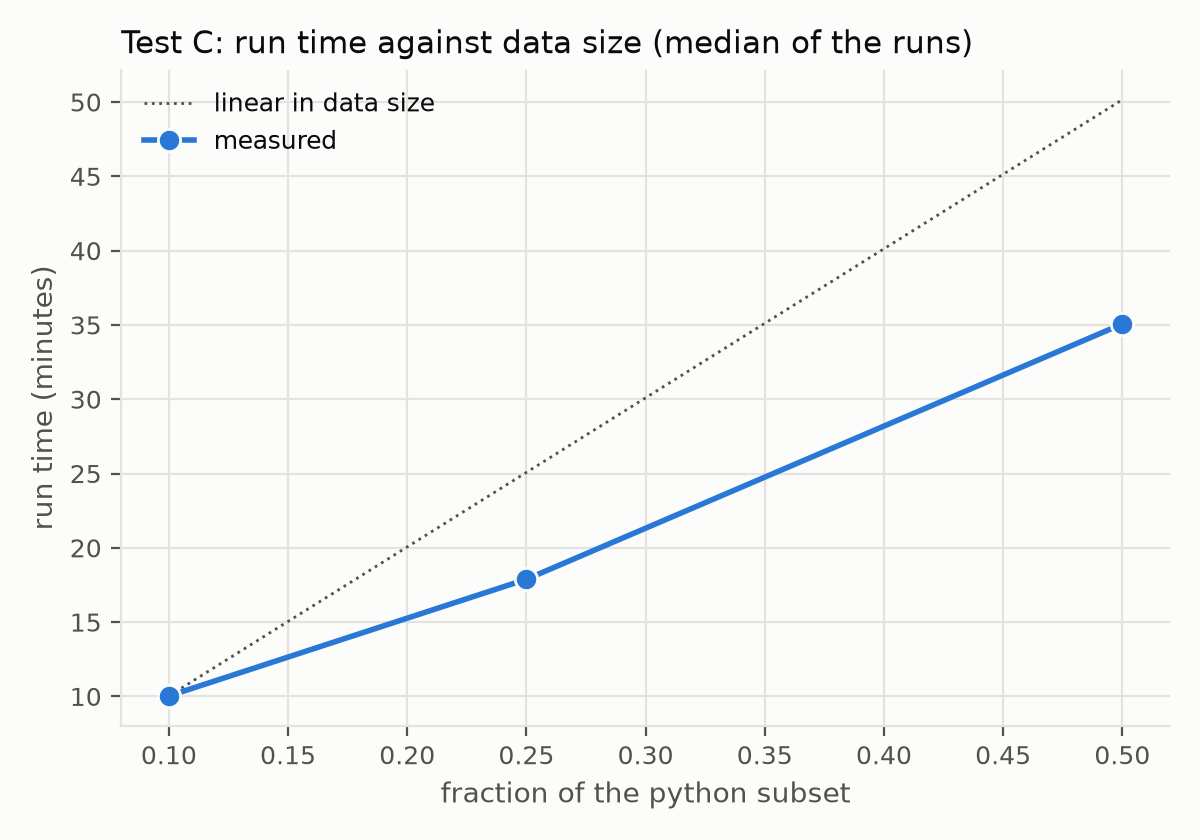 Test C: run time against data size (median of the runs)
linear in data size
measured
run time (minutes)
50
45
40
35
30
25
20
15
10
0.10 0.15 0.20 0.25 0.30 0.35 0.40 0.45 0.50
fraction of the python subset